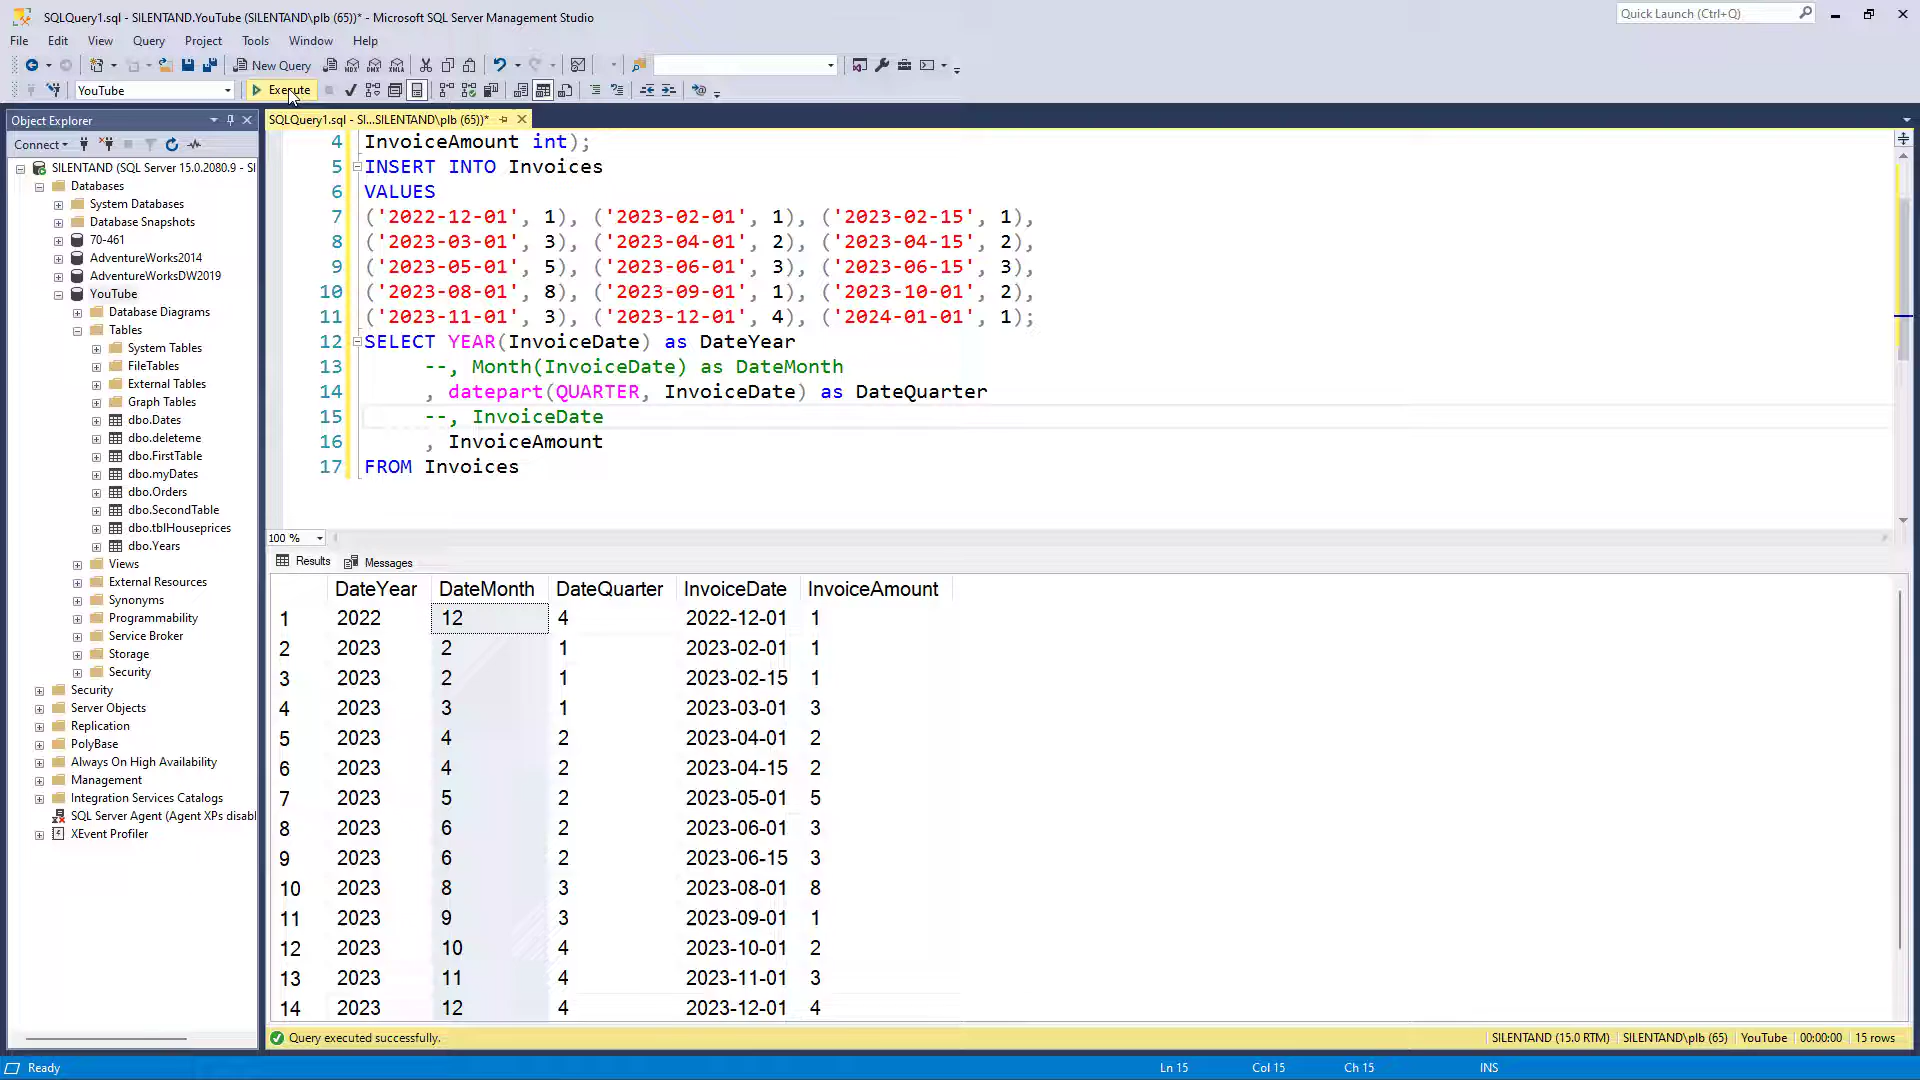 SQLQuery1.sql - SILENTAND.YouTube (SILENTAND\plb (65))* - Microsoft SQL Server Management Studio
Quick Launch (Ctrl+Q)
File Edit View Query Project Tools Window Help
New Query
YouTube
Execute
Object Explorer
SQLQuery1.sql - SI...SILENTAND\plb (65))*
Connect
SILENTAND (SQL Server 15.0.2080.9 - SI
Databases
System Databases
Database Snapshots
70-461
AdventureWorks2014
AdventureWorksDW2019
YouTube
Database Diagrams
Tables
System Tables
FileTables
External Tables
Graph Tables
dbo.Dates
dbo.deleteme
dbo.FirstTable
dbo.myDates
dbo.Orders
dbo.SecondTable
dbo.tblHouseprices
dbo.Years
Views
External Resources
Synonyms
Programmability
Service Broker
Storage
Security
Security
Server Objects
Replication
PolyBase
Always On High Availability
Management
Integration Services Catalogs
SQL Server Agent (Agent XPs disabl
XEvent Profiler
4 InvoiceAmount int);
5 INSERT INTO Invoices
6 VALUES
7 ('2022-12-01', 1), ('2023-02-01', 1), ('2023-02-15', 1),
8 ('2023-03-01', 3), ('2023-04-01', 2), ('2023-04-15', 2),
9 ('2023-05-01', 5), ('2023-06-01', 3), ('2023-06-15', 3),
10 ('2023-08-01', 8), ('2023-09-01', 1), ('2023-10-01', 2),
11 ('2023-11-01', 3), ('2023-12-01', 4), ('2024-01-01', 1);
12 SELECT YEAR(InvoiceDate) as DateYear
13 --, Month(InvoiceDate) as DateMonth
14 , datepart(QUARTER, InvoiceDate) as DateQuarter
15 --, InvoiceDate
16 , InvoiceAmount
17 FROM Invoices
100 %
Results Messages
DateYear DateMonth DateQuarter InvoiceDate InvoiceAmount
1 2022 12 4 2022-12-01 1
2 2023 2 1 2023-02-01 1
3 2023 2 1 2023-02-15 1
4 2023 3 1 2023-03-01 3
5 2023 4 2 2023-04-01 2
6 2023 4 2 2023-04-15 2
7 2023 5 2 2023-05-01 5
8 2023 6 2 2023-06-01 3
9 2023 6 2 2023-06-15 3
10 2023 8 3 2023-08-01 8
11 2023 9 3 2023-09-01 1
12 2023 10 4 2023-10-01 2
13 2023 11 4 2023-11-01 3
14 2023 12 4 2023-12-01 4
Query executed successfully.
SILENTAND (15.0 RTM) SILENTAND\plb (65) YouTube 00:00:00 15 rows
Ready
Ln 15 Col 15 Ch 15 INS